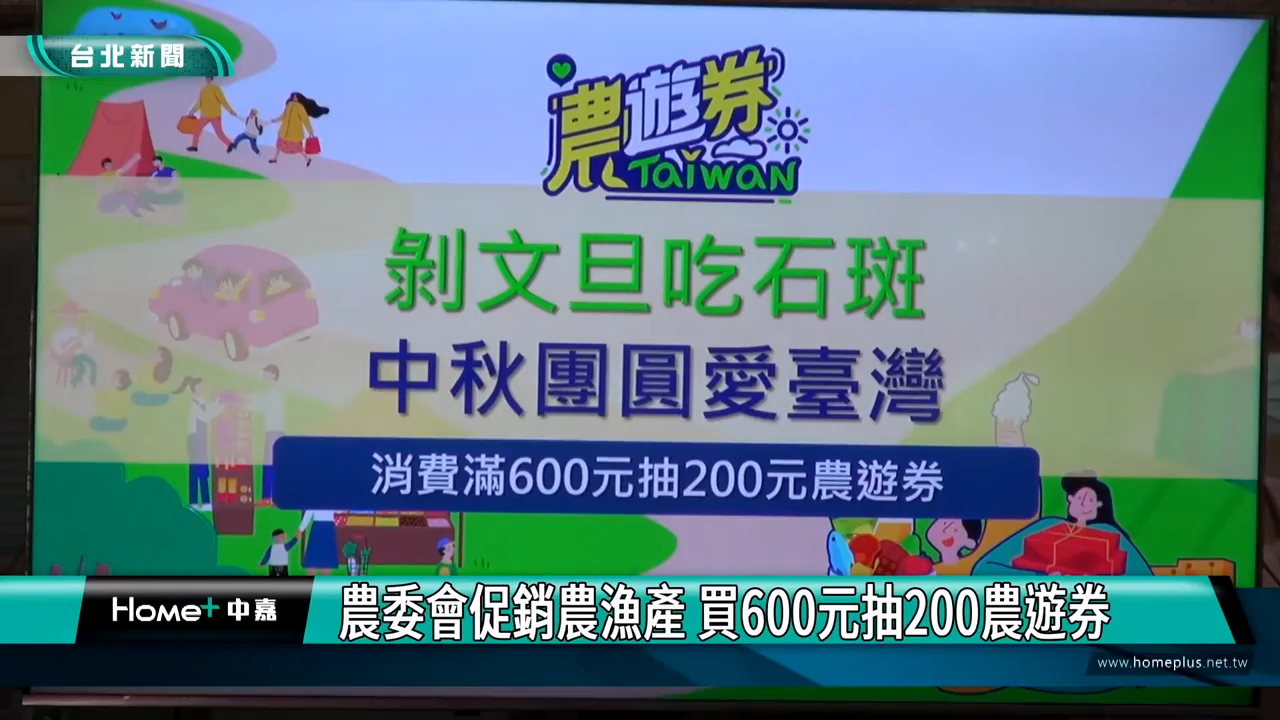 台北新聞
農遊券
TAIWAN
剝文旦吃石斑
中秋團圓愛臺灣
消費滿600元抽200元農遊券
Home+中嘉
農委會促銷農漁產 買600元抽200農遊券
www.homeplus.net.tw